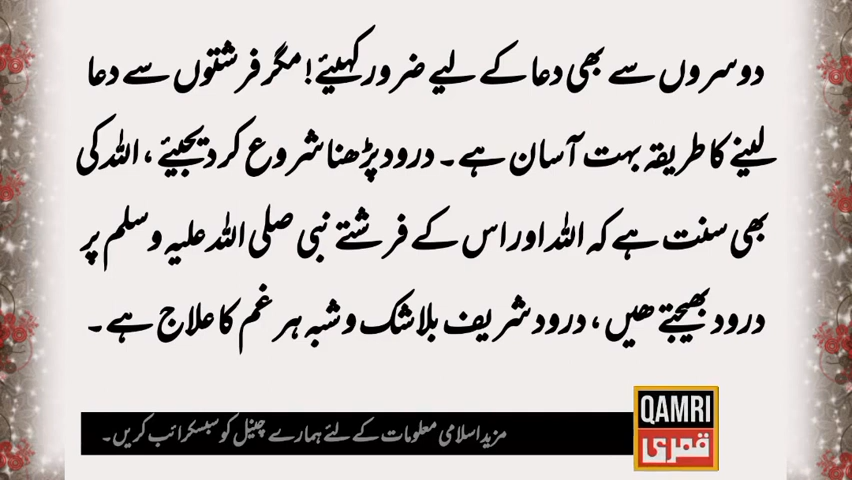 دوسروں سے بھی دعا کے لیے ضرور کہئیے! مگر فرشتوں سے دعا
لینے کا طریقہ بہت آسان ہے۔ درود پڑھنا شروع کر دیجیئے، اللہ کی
بھی سنت ہے کہ اللہ اور اس کے فرشتے نبی صلی اللہ علیہ وسلم پر
درود بھیجتے ھیں، درود شریف بلاشک و شبہ ہر غم کا علاج ہے۔
مزید اسلامی معلومات کے لئے ہمارے چینل کو سبسکرائب کریں۔
QAMRI
قمری